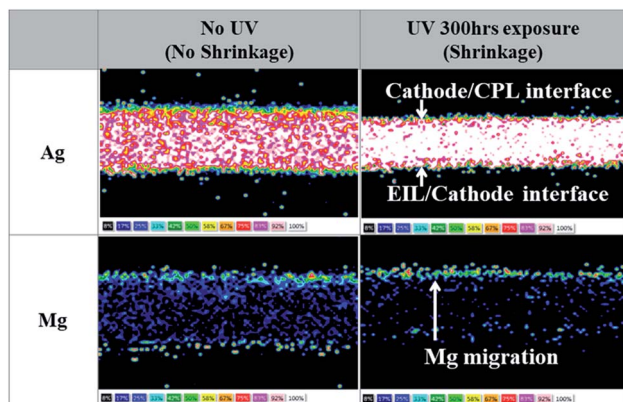 No UV
(No Shrinkage)
UV 300hrs exposure
(Shrinkage)
Ag
Cathode/CPL interface
EIL/Cathode interface
8% 17% 25% 33% 42% 50% 58% 67% 75% 83% 92% 100%
8% 17% 25% 33% 42% 50% 58% 67% 75% 83% 92% 100%
Mg
Mg migration
8% 17% 25% 33% 42% 50% 58% 67% 75% 83% 92% 100%
8% 17% 25% 33% 42% 50% 58% 67% 75% 83% 92% 100%